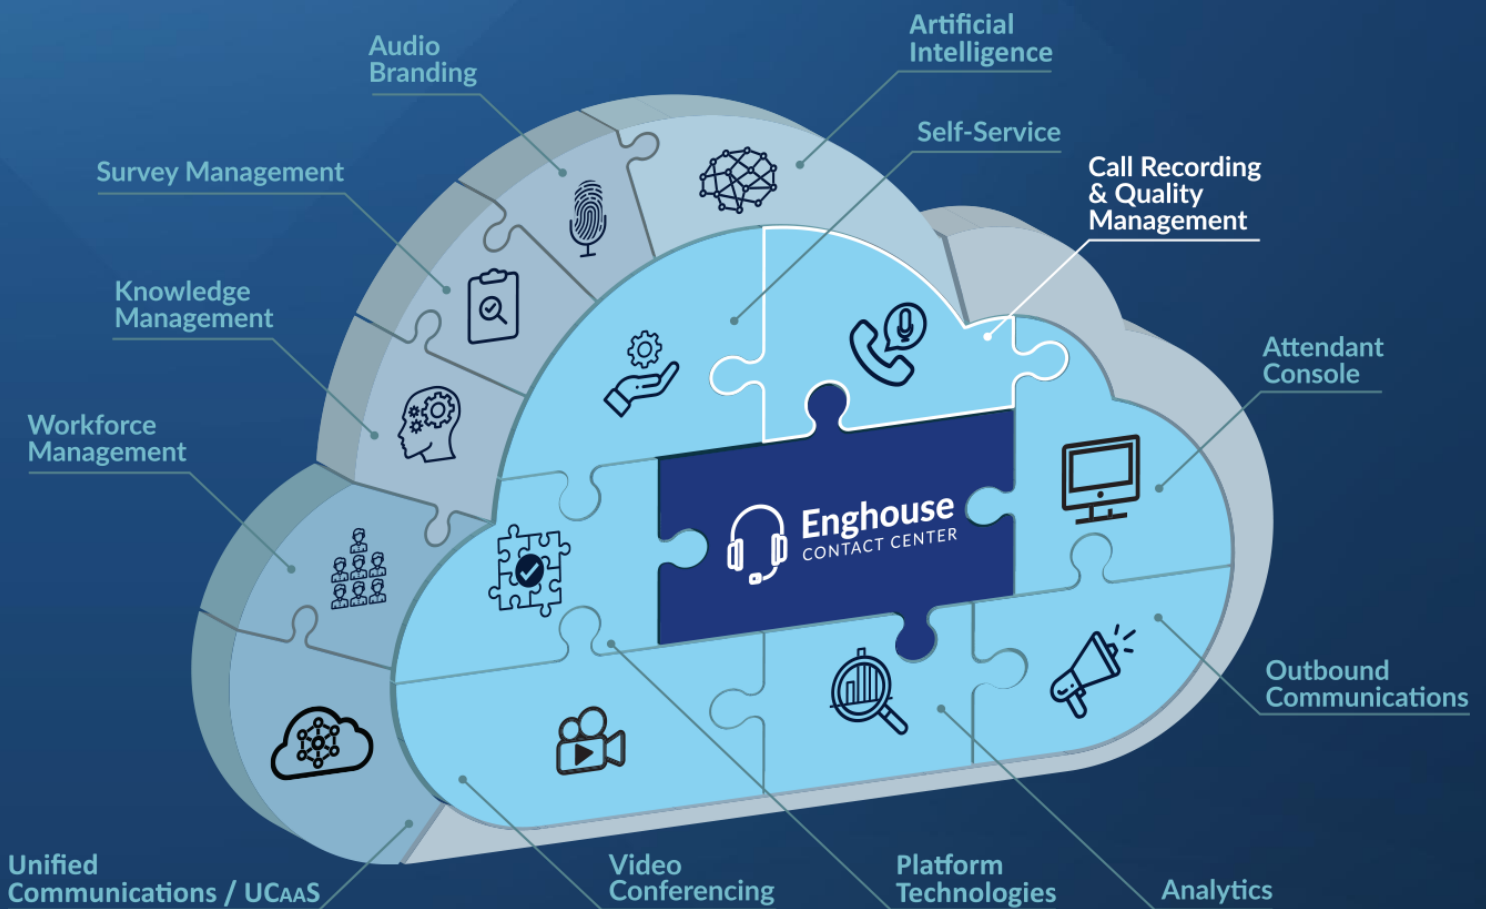 Artificial
Intelligence
Audio
Branding
Self-Service
Survey Management
Call Recording
& Quality
Management
Knowledge
Management
Attendant
Console
Workforce
Management
Enghouse
CONTACT CENTER
Outbound
Communications
Unified
Communications / UCAAS
Video
Conferencing
Platform
Technologies
Analytics